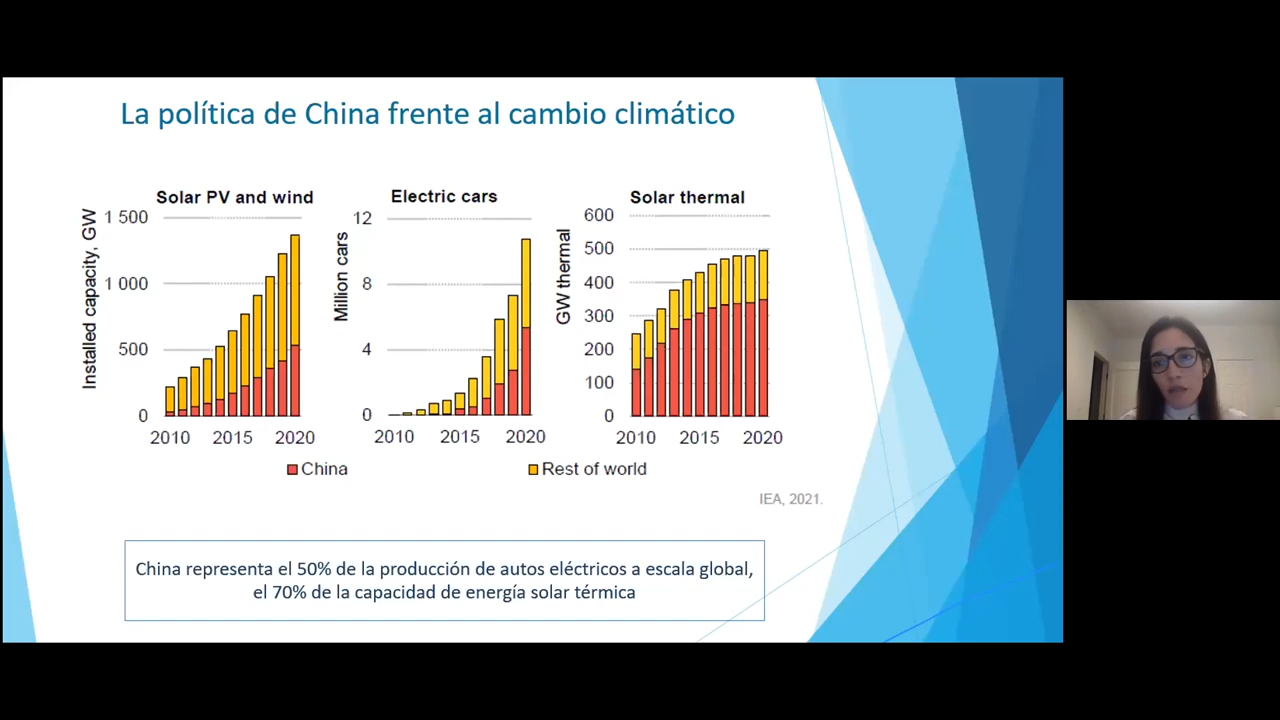 La política de China frente al cambio climático
Solar PV and wind
Installed capacity, GW
1 500
1 000
500
0
2010 2015 2020
Electric cars
Million cars
12
8
4
0
2010 2015 2020
Solar thermal
GW thermal
600
500
400
300
200
100
0
2010 2015 2020
China
Rest of world
IEA, 2021.
China representa el 50% de la producción de autos eléctricos a escala global,
el 70% de la capacidad de energía solar térmica